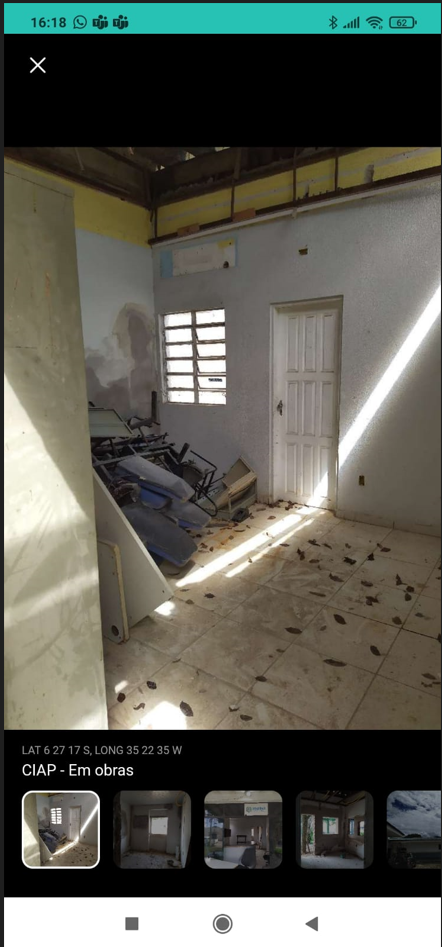 16:18
62
LAT 6 27 17 S, LONG 35 22 35 W
CIAP - Em obras